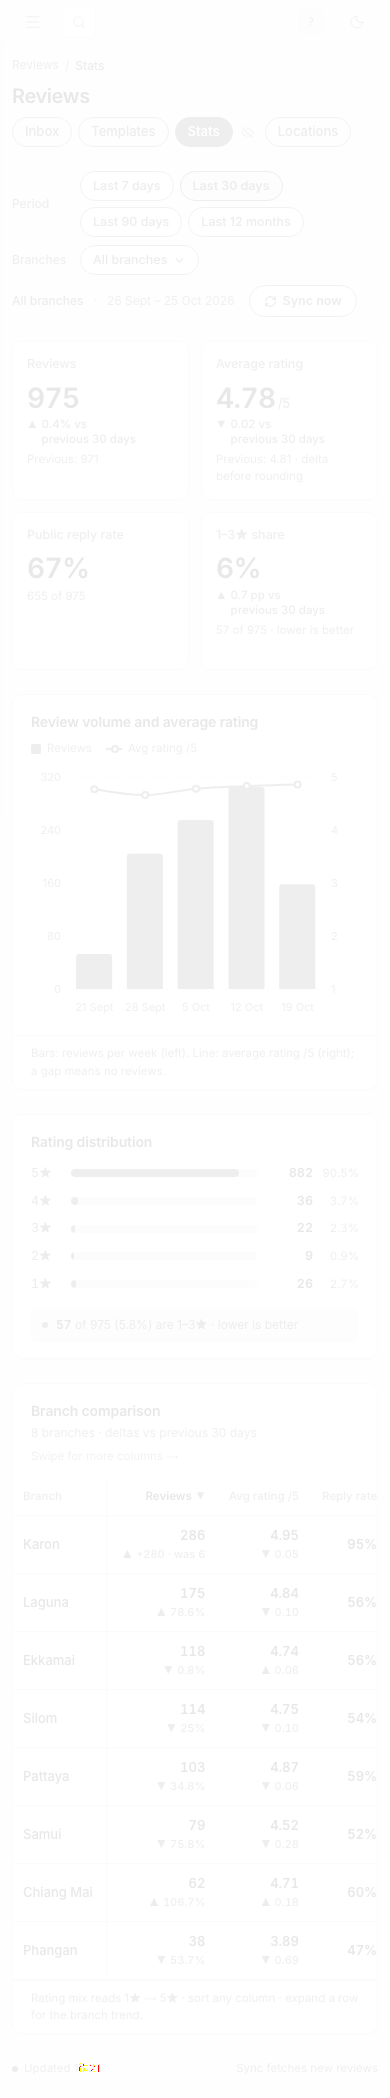 ?
Reviews / Stats
Reviews
Inbox Templates Stats Locations
Period
Last 7 days Last 30 days
Last 90 days Last 12 months
Branches All branches
All branches · 26 Sept – 25 Oct 2028 Sync now
Reviews
975
▲ 0.4% vs
previous 30 days
Previous: 971
Average rating
4.78 /5
▼ 0.02 vs
previous 30 days
Previous: 4.81 · delta
before rounding
Public reply rate
67%
655 of 975
1–3★ share
6%
▲ 0.7 pp vs
previous 30 days
57 of 975 · lower is better
Review volume and average rating
Reviews Avg rating /5
320 5
240 4
160 3
80 2
0 1
21 Sept 28 Sept 5 Oct 12 Oct 19 Oct
Bars: reviews per week (left). Line: average rating /5 (right);
a gap means no reviews.
Rating distribution
5★ 882 90.5%
4★ 36 3.7%
3★ 22 2.3%
2★ 9 0.9%
1★ 26 2.7%
57 of 975 (5.8%) are 1–3★ · lower is better
Branch comparison
8 branches · deltas vs previous 30 days
Swipe for more columns →
Branch Reviews ▼ Avg rating /5 Reply rate
Karon 286 4.95 95%
▲ +280 · was 6 ▼ 0.05
Laguna 175 4.84 56%
▲ 78.6% ▼ 0.10
Ekkamai 118 4.74 56%
▼ 0.8% ▲ 0.06
Silom 114 4.75 54%
▼ 25% ▼ 0.10
Pattaya 103 4.87 59%
▼ 34.8% ▼ 0.06
Samui 79 4.52 52%
▼ 75.8% ▼ 0.28
Chiang Mai 62 4.71 60%
▲ 106.7% ▲ 0.18
Phangan 38 3.89 47%
▼ 53.7% ▼ 0.69
Rating mix reads 1★ → 5★ · sort any column · expand a row
for the branch trend.
Updated
Sync fetches new reviews